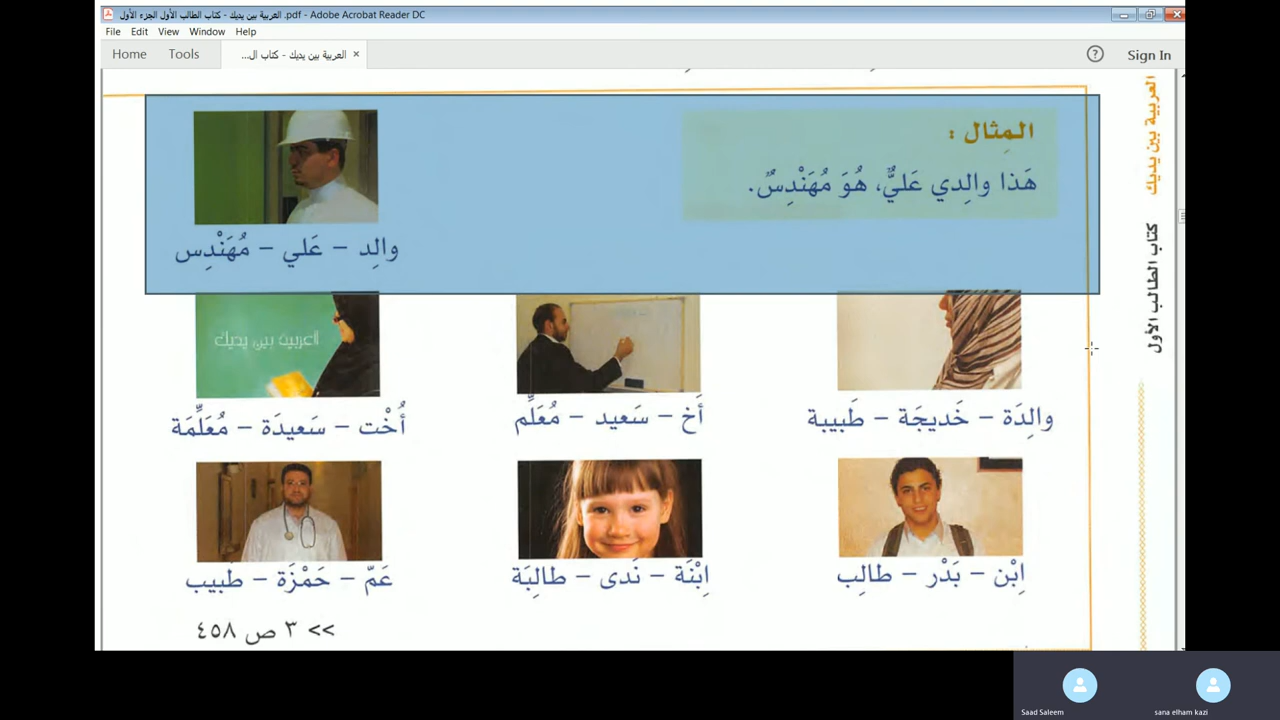 العربية بين يديك - كتاب الطالب الأول الجزء الأول.pdf - Adobe Acrobat Reader DC
File Edit View Window Help
Home Tools العربية بين يديك - كتاب ال... × ? Sign In
المِثال :
هَذا والِدي عَليٌّ، هُوَ مُهَنْدِسٌ.
والِد – عَلي – مُهَنْدِس
العربية بين يديك
والِدَة – خَديجَة – طَبيبة
أَخ – سَعيد – مُعَلِّم
أُخْت – سَعيدَة – مُعَلِّمَة
اِبْن – بَدْر – طالِب
اِبْنَة – نَدى – طالِبَة
عَمّ – حَمْزَة – طَبيب
>> ٣ ص ٤٥٨
العربية بين يديك
كتاب الطالب الأول
Saad Saleem
sana elham kazi